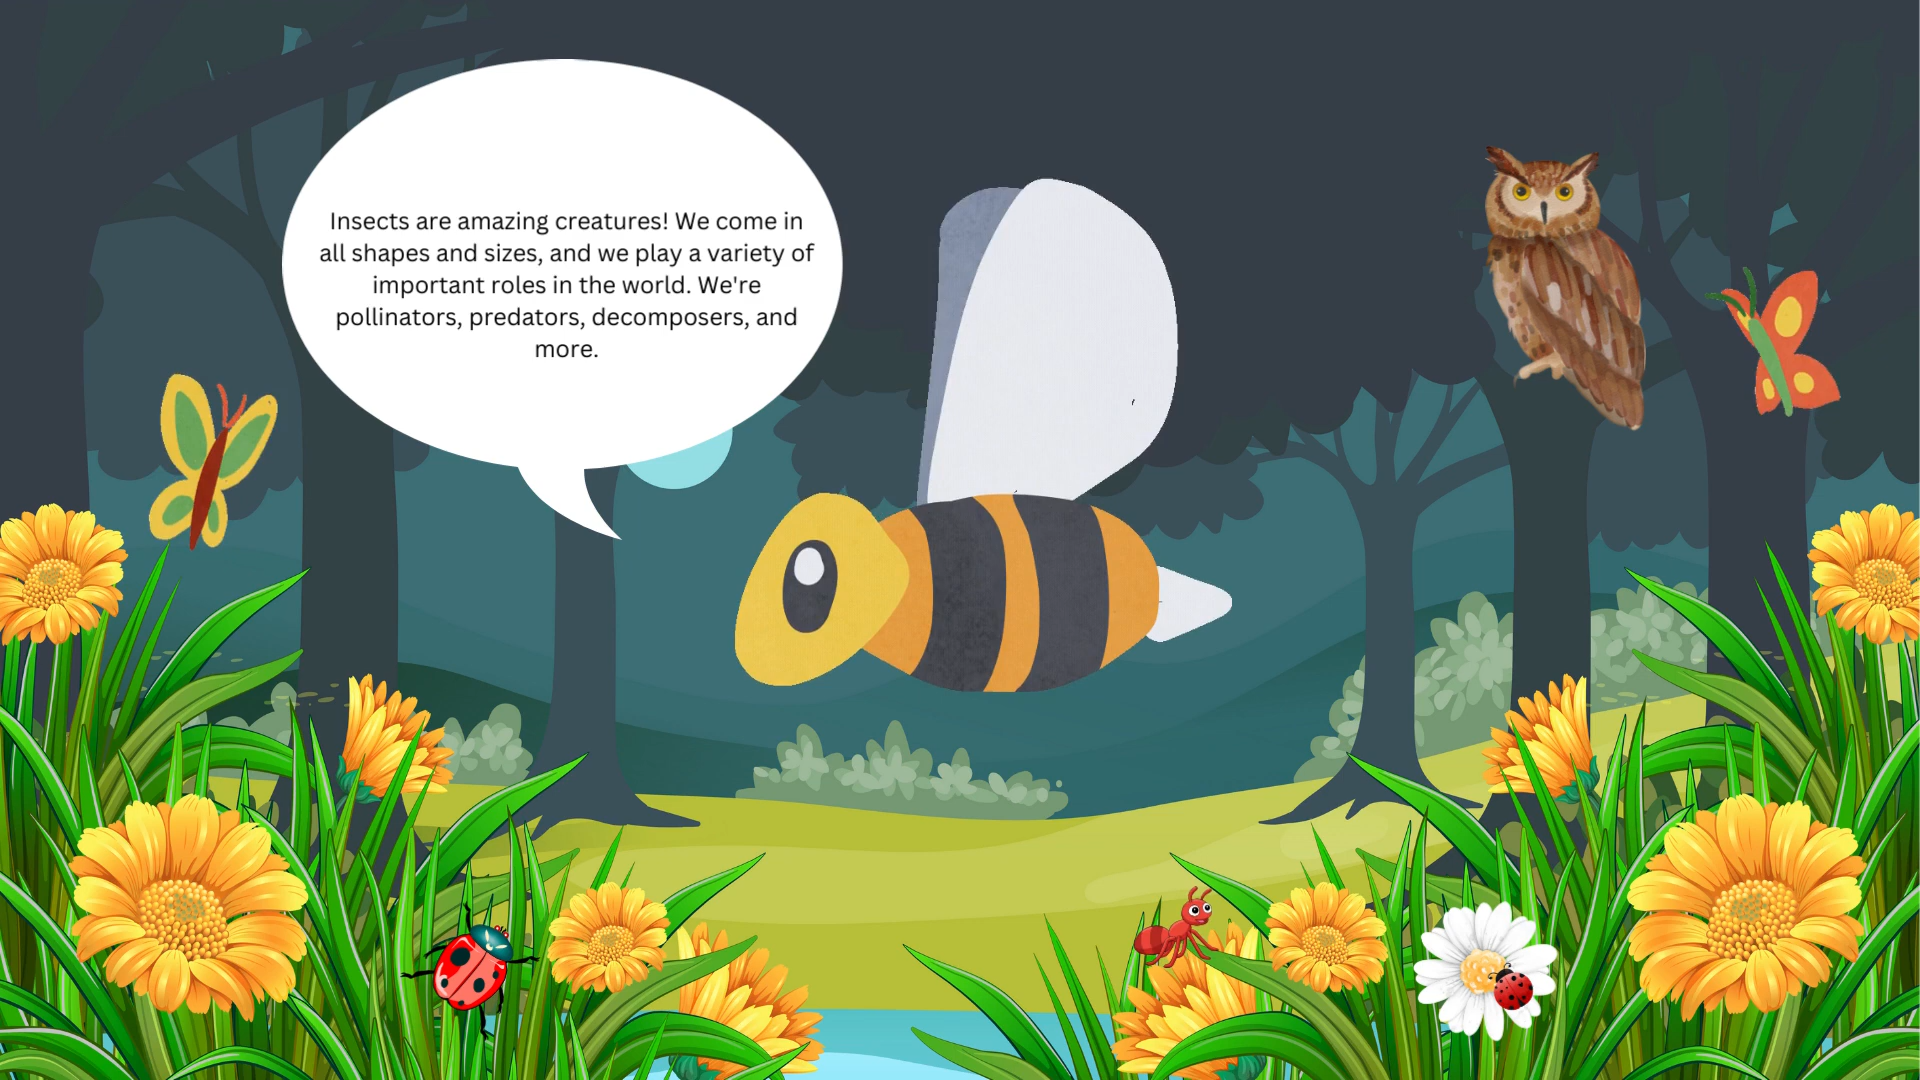 Insects are amazing creatures! We come in
all shapes and sizes, and we play a variety of
important roles in the world. We're
pollinators, predators, decomposers, and
more.